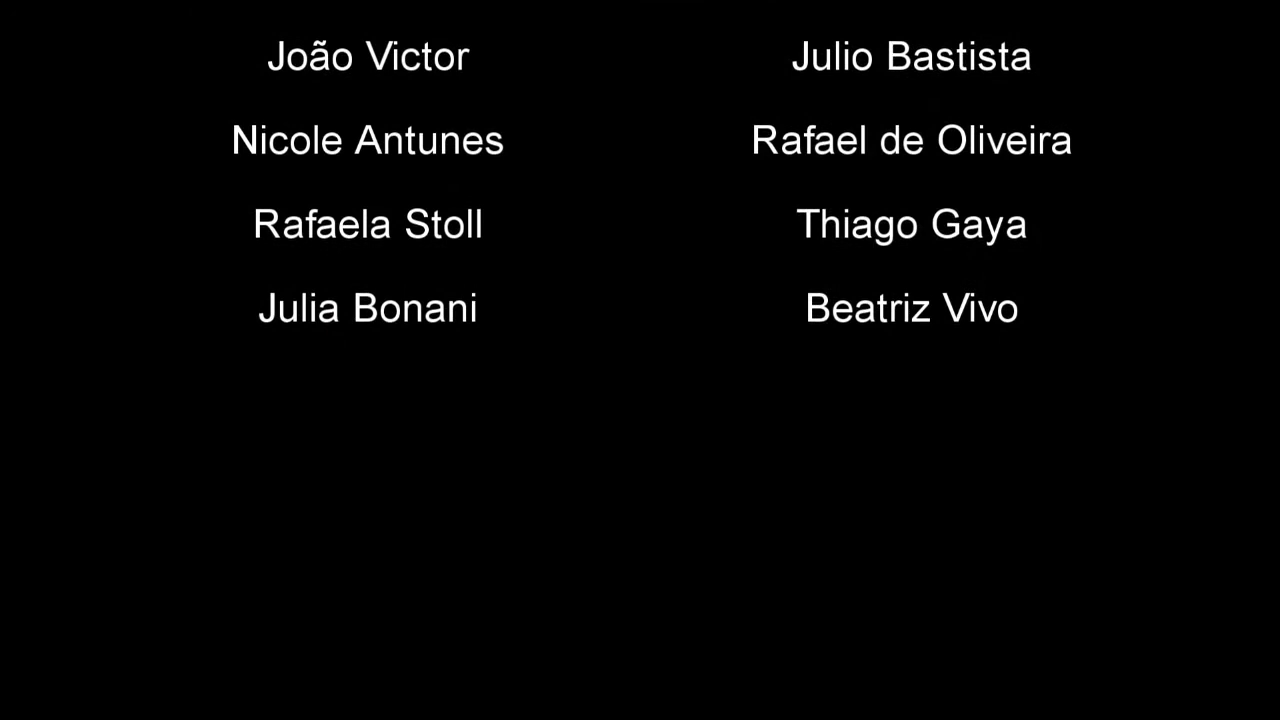 João Victor
Julio Bastista
Nicole Antunes
Rafael de Oliveira
Rafaela Stoll
Thiago Gaya
Julia Bonani
Beatriz Vivo